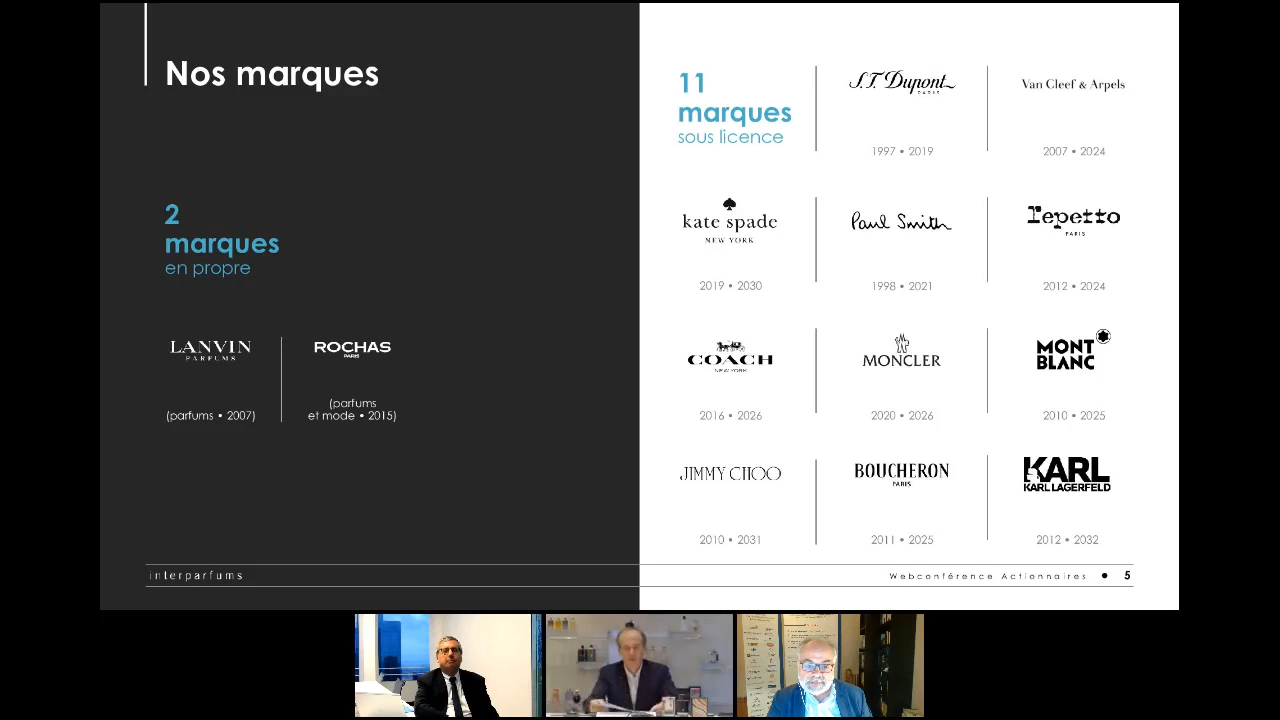 Nos marques
2
marques
en propre
LANVIN
PARFUMS
(parfums • 2007)
ROCHAS
PARIS
(parfums
et mode • 2015)
11
marques
sous licence
S.T. Dupont
PARIS
1997 • 2019
Van Cleef & Arpels
2007 • 2024
kate spade
NEW YORK
2019 • 2030
Paul Smith
1998 • 2021
repetto
PARIS
2012 • 2024
COACH
NEW YORK
2016 • 2026
MONCLER
2020 • 2026
MONT
BLANC
2010 • 2025
JIMMY CHOO
2010 • 2031
BOUCHERON
PARIS
2011 • 2025
KARL
KARL LAGERFELD
2012 • 2032
interparfums
Webconférence Actionnaires • 5